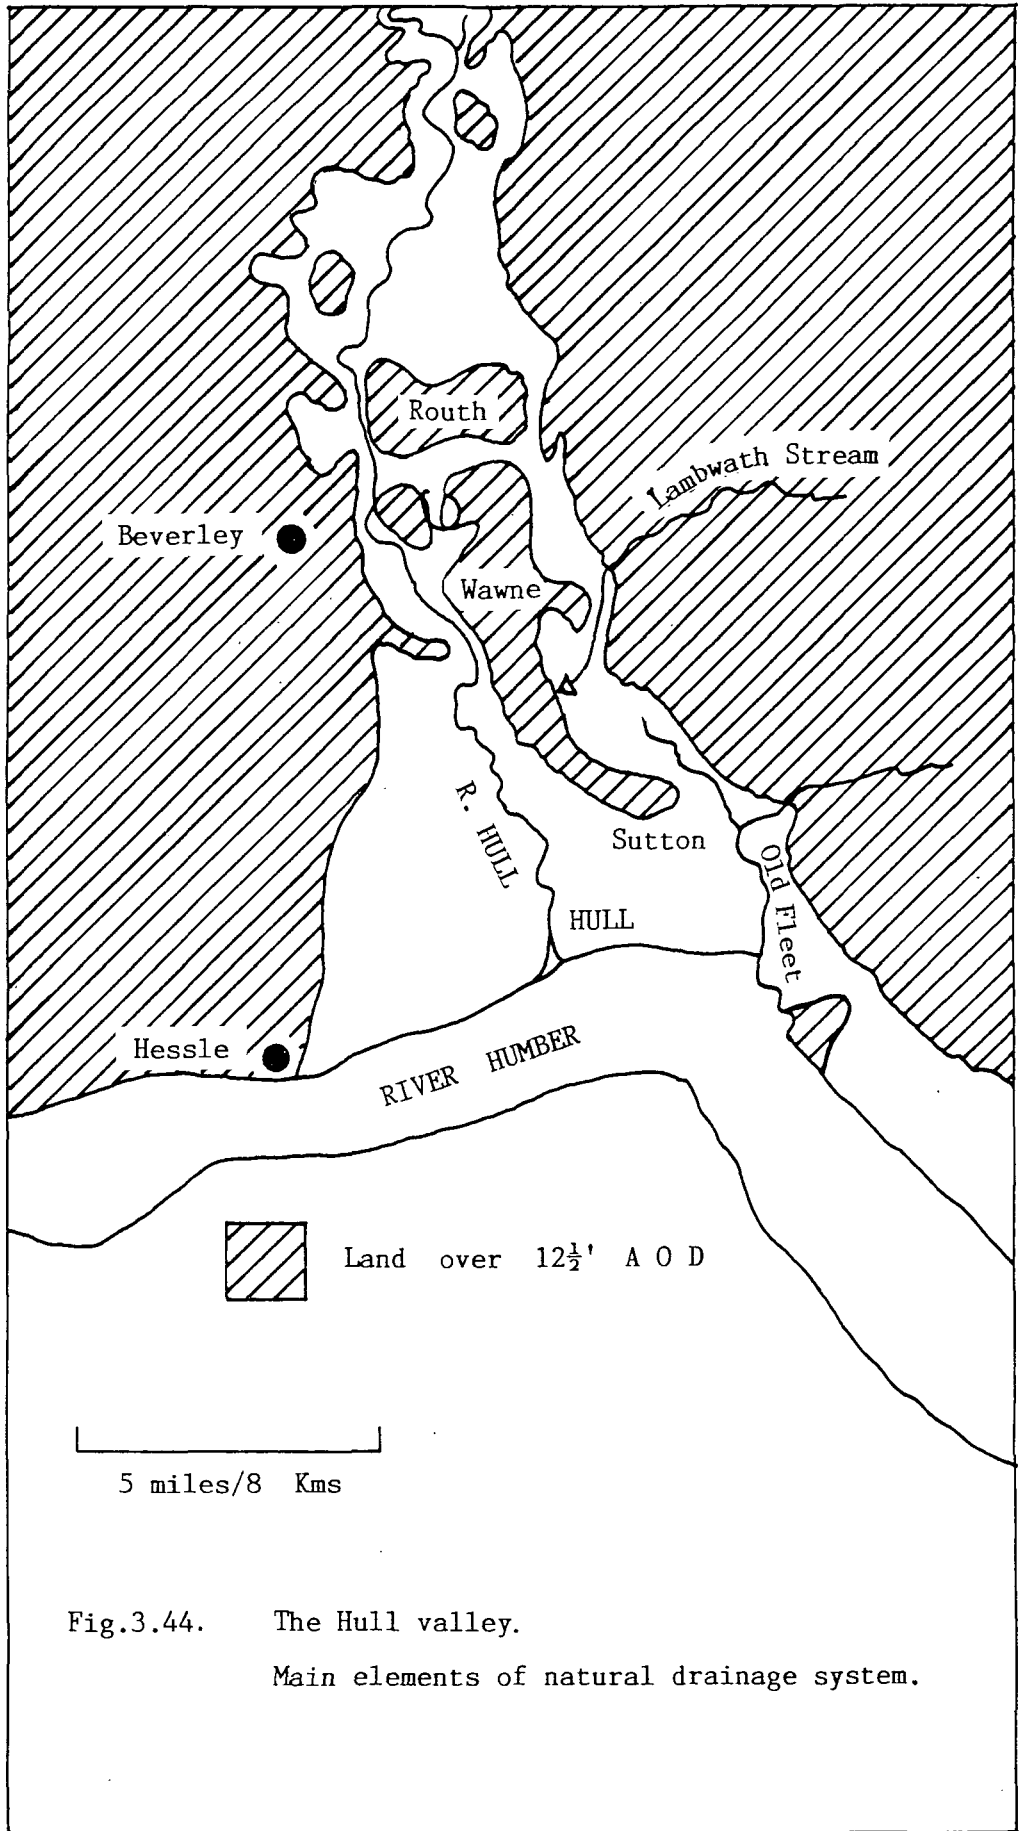 Routh
Lambwath Stream
Beverley
Wawne
R. HULL
Sutton
Old Fleet
HULL
Hessle
RIVER HUMBER
Land over 12½' A O D
5 miles/8 Kms
Fig.3.44. The Hull valley.
Main elements of natural drainage system.